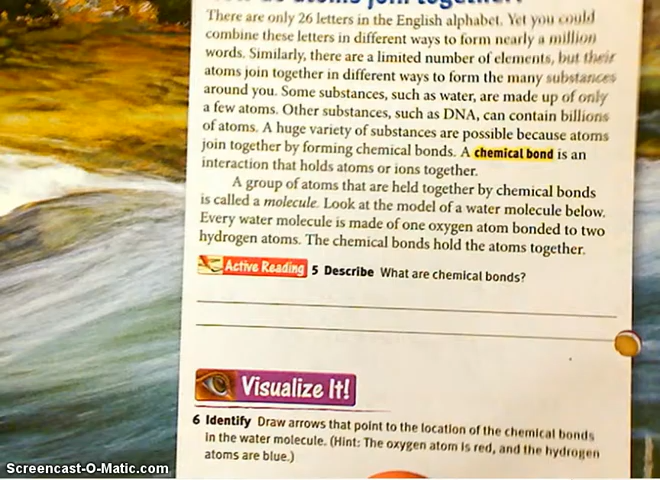 There are only 26 letters in the English alphabet. Yet you could
combine these letters in different ways to form nearly a million
words. Similarly, there are a limited number of elements, but their
atoms join together in different ways to form the many substances
around you. Some substances, such as water, are made up of only
a few atoms. Other substances, such as DNA, can contain billions
of atoms. A huge variety of substances are possible because atoms
join together by forming chemical bonds. A chemical bond is an
interaction that holds atoms or ions together.
A group of atoms that are held together by chemical bonds
is called a molecule. Look at the model of a water molecule below.
Every water molecule is made of one oxygen atom bonded to two
hydrogen atoms. The chemical bonds hold the atoms together.
Active Reading 5 Describe What are chemical bonds?
Visualize It!
6 Identify Draw arrows that point to the location of the chemical bonds
in the water molecule. (Hint: The oxygen atom is red, and the hydrogen
atoms are blue.)
Screencast-O-Matic.com